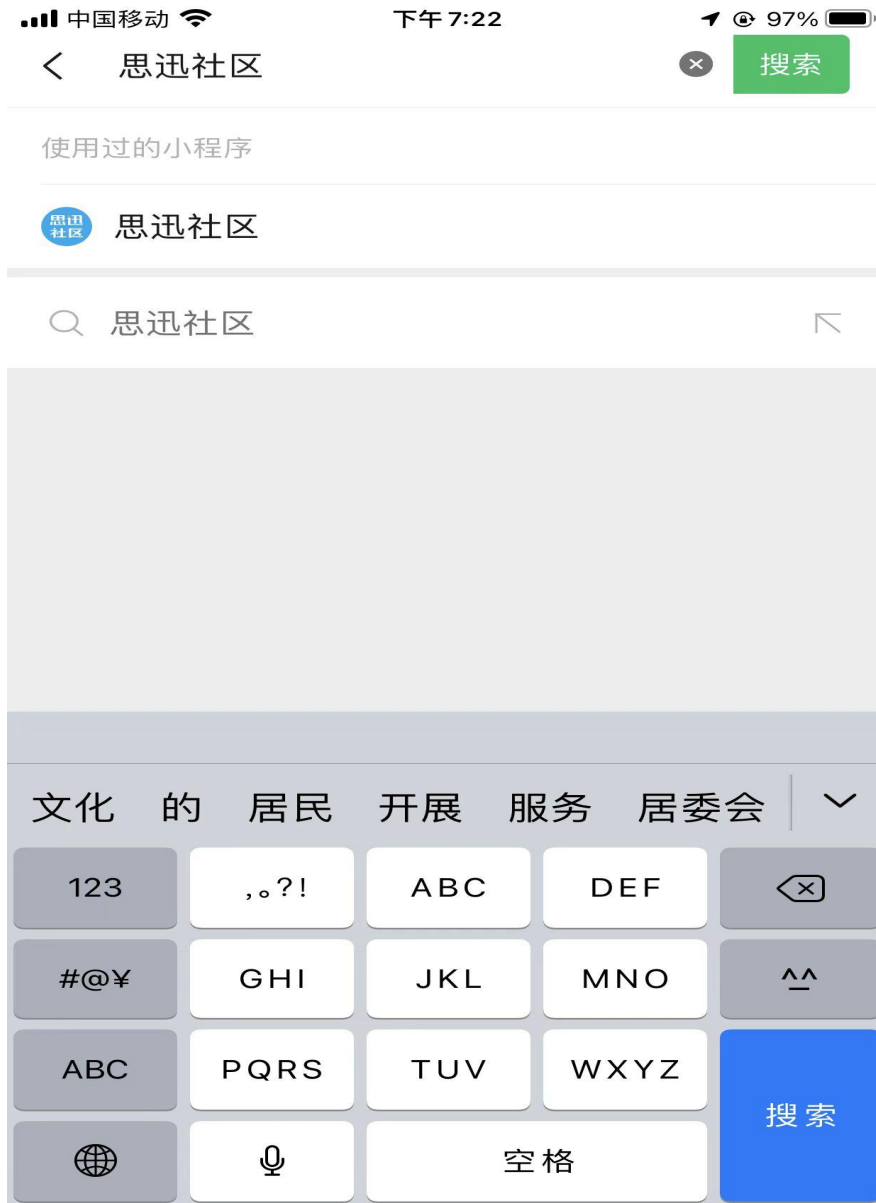 中国移动 下午 7:22 97%
思迅社区 搜索
使用过的小程序
思迅社区 思迅社区
思迅社区
文化 的 居民 开展 服务 居委会
123 ,。?! ABC DEF
#@¥ GHI JKL MNO ^^
ABC PQRS TUV WXYZ
搜索
空格